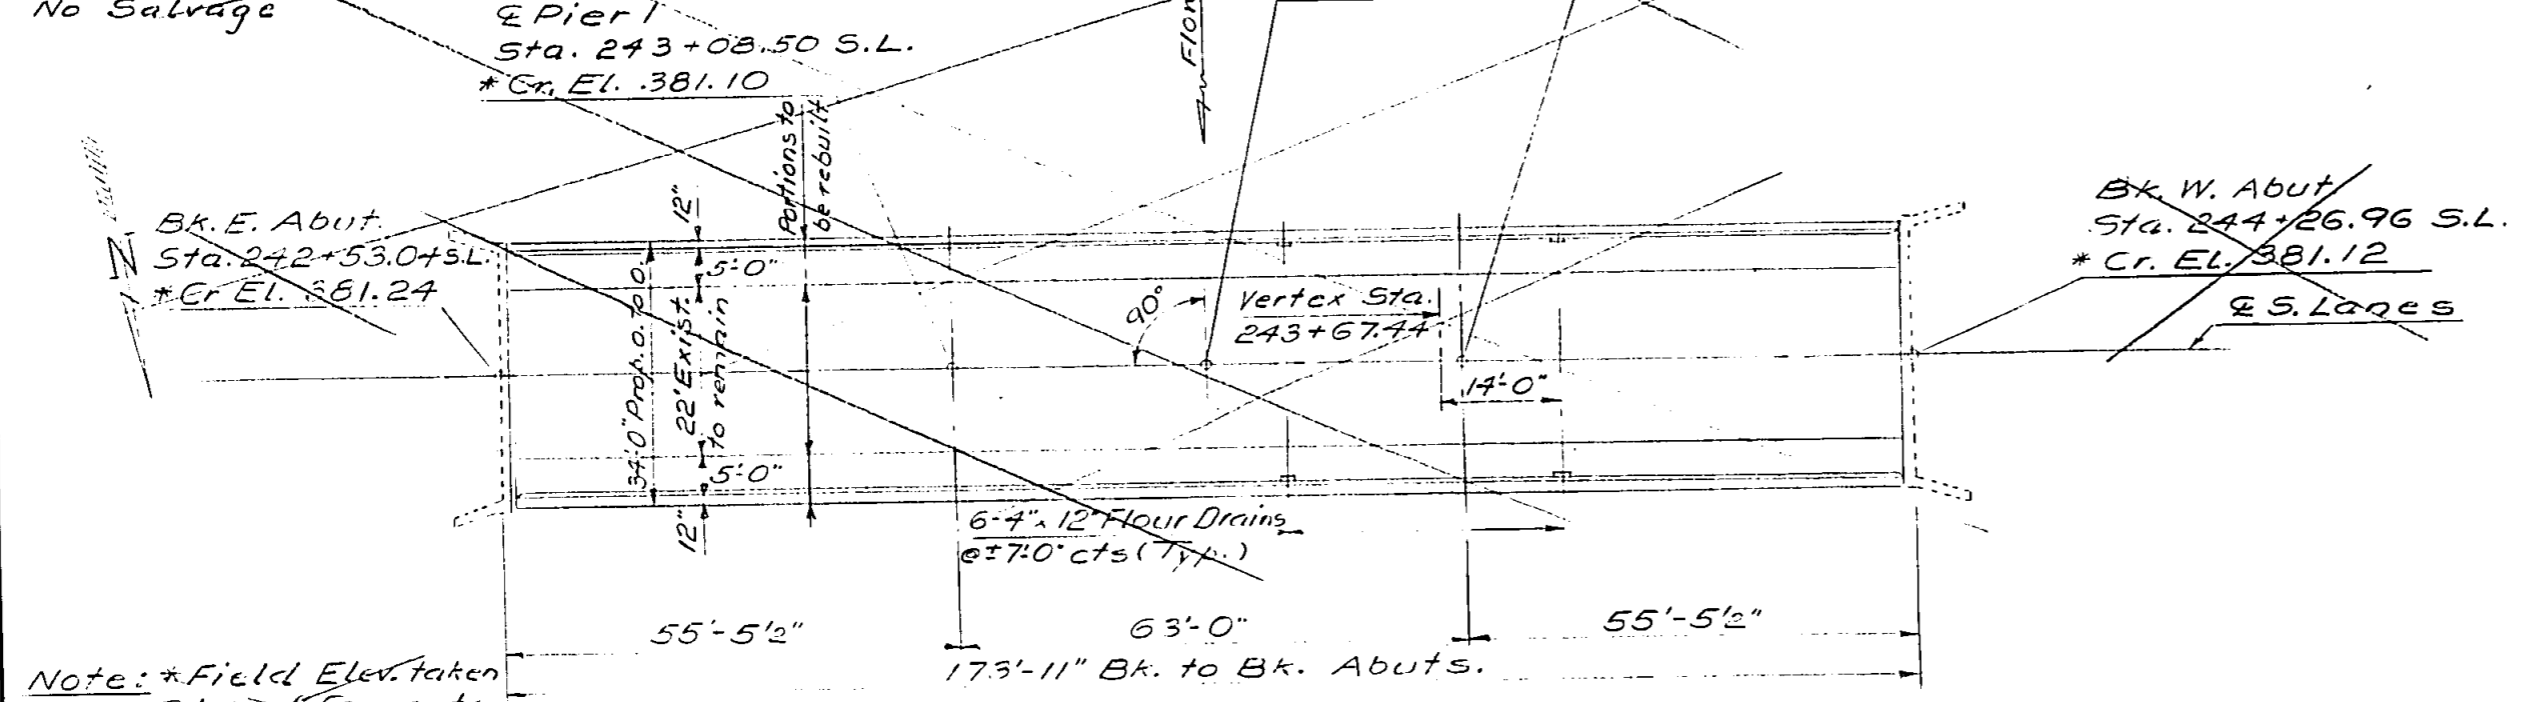 No Salvage
℄ Pier 1
Sta. 243+08.50 S.L.
* Cr. El. 381.10
Portions to
be rebuilt
N
Bk. E. Abut.
Sta. 242+53.04 S.L.
* Cr El. 381.24
Bk. W. Abut
Sta. 244+26.96 S.L.
* Cr. El. 381.12
℄ S. Lanes
12"
5'-0"
34'-0" Prop. o. to o.
22' Exist.
to remain
5'-0"
12"
90°
Vertex Sta.
243+67.44
14'-0"
6-4"x12" Flour Drains
@±7'-0" cts (Typ.)
55'-5½"
63'-0"
55'-5½"
173'-11" Bk. to Bk. Abuts.
Note: *Field Elev. taken